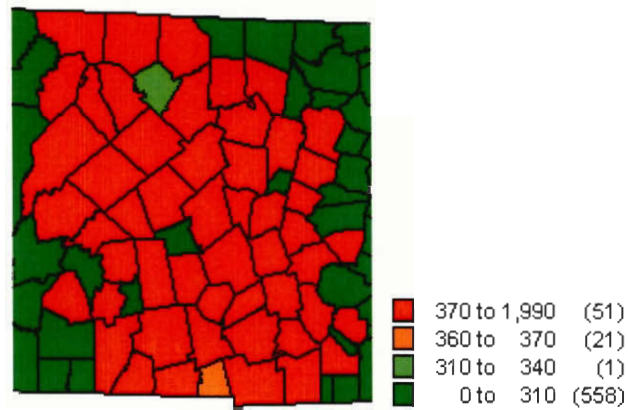 370 to 1,990 (51)
360 to 370 (21)
310 to 340 (1)
0 to 310 (558)